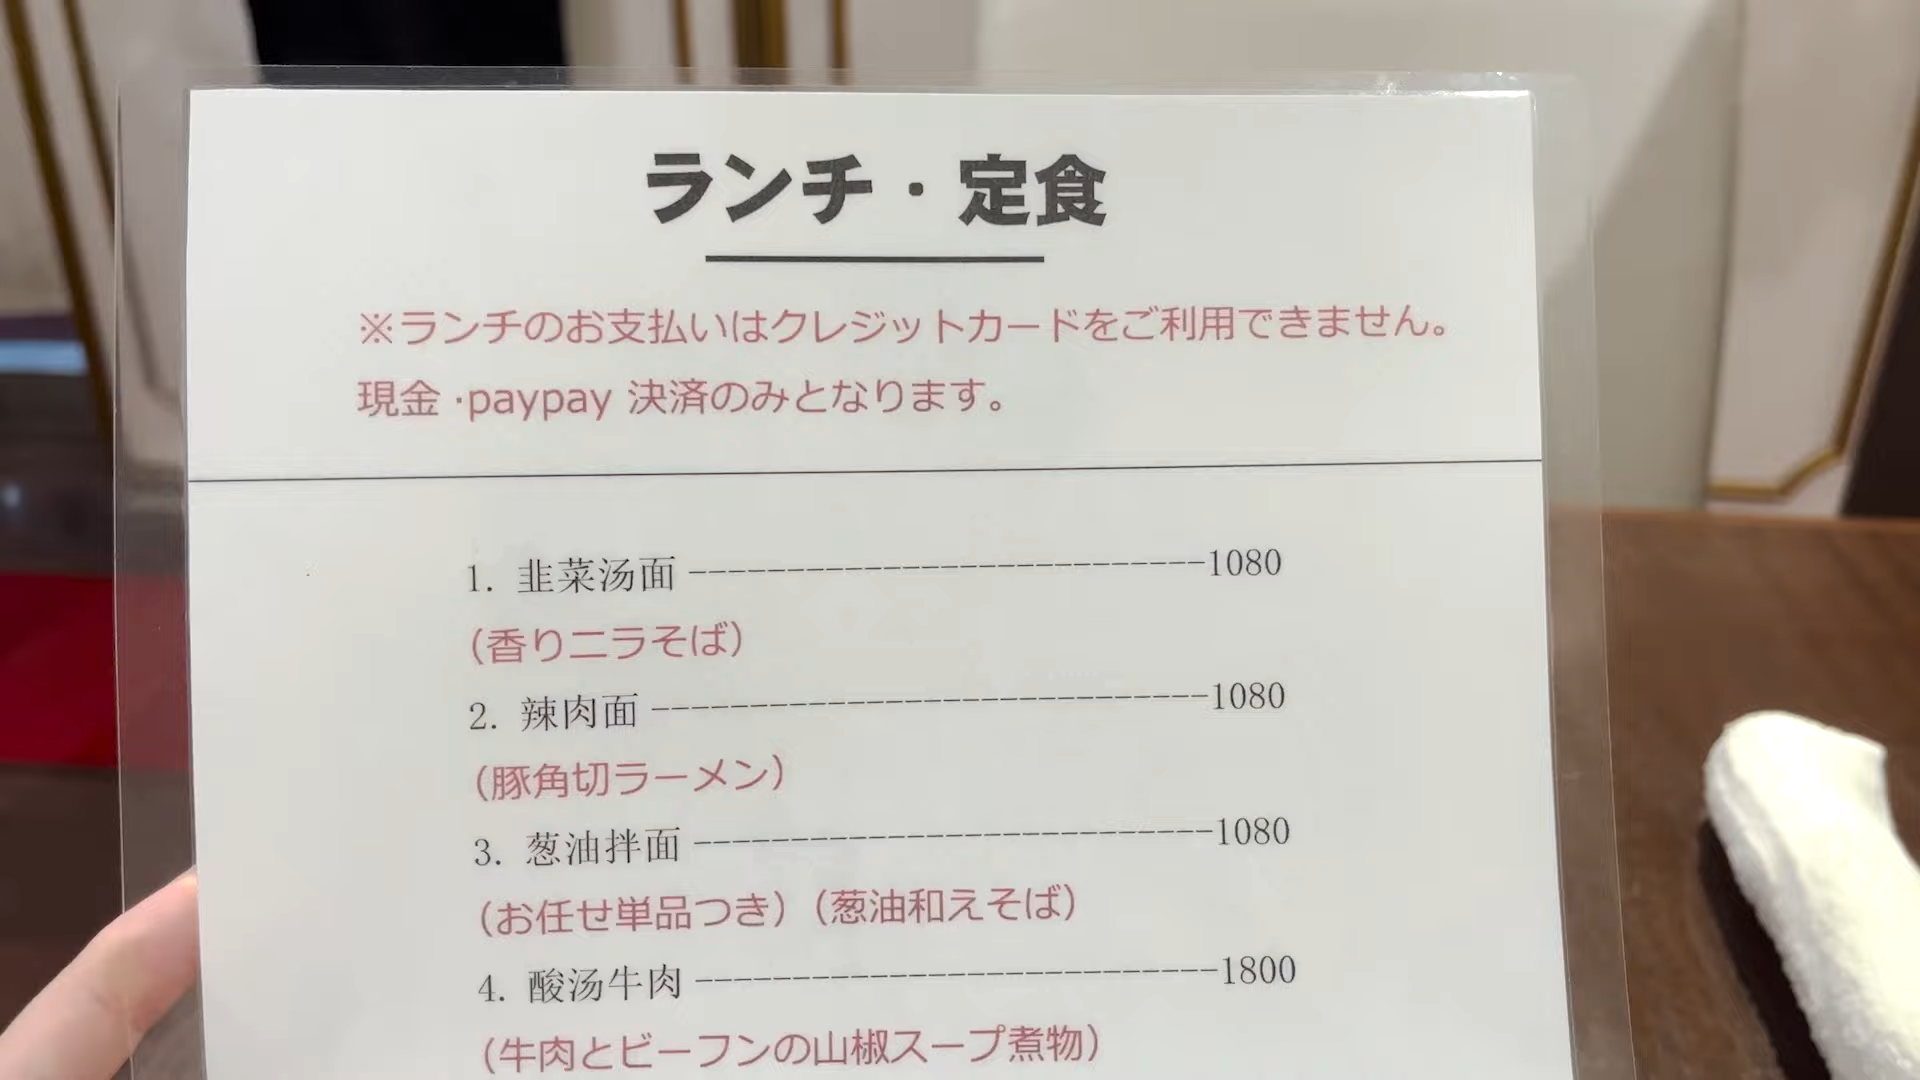 ランチ・定食
※ランチのお支払いはクレジットカードをご利用できません。
現金・paypay 決済のみとなります。
1. 韭菜汤面 --------------------------1080
（香りニラそば）
2. 辣肉面 ----------------------------1080
（豚角切ラーメン）
3. 葱油拌面 --------------------------1080
（お任せ単品つき）（葱油和えそば）
4. 酸汤牛肉 --------------------------1800
（牛肉とビーフンの山椒スープ煮物）